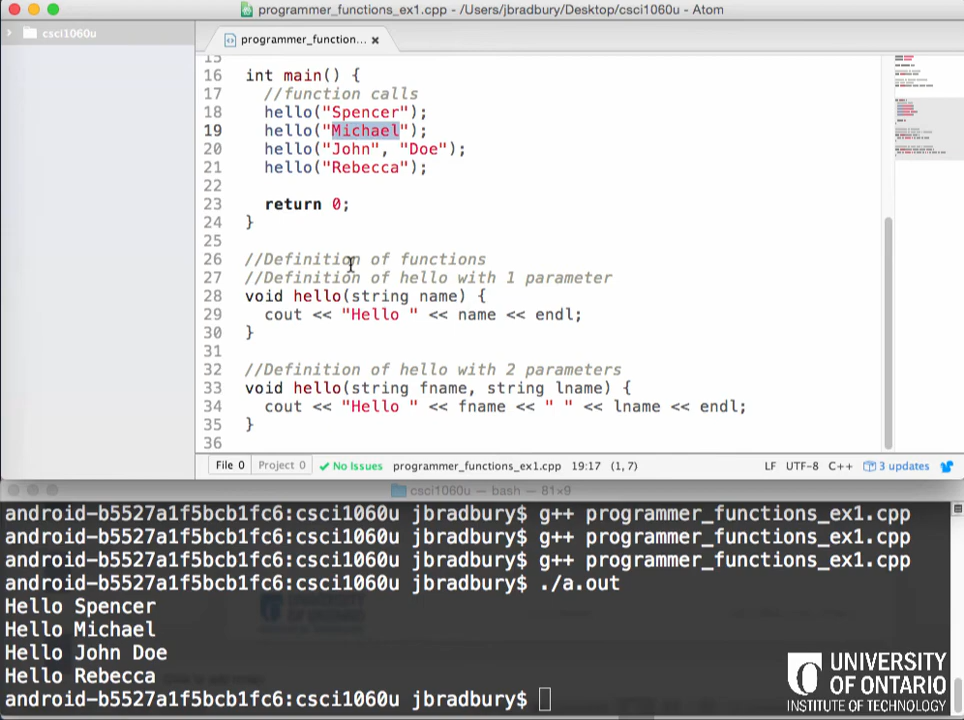 programmer_functions_ex1.cpp - /Users/jbradbury/Desktop/csci1060u - Atom
csci1060u
programmer_function... ×
15
16 int main() {
17 //function calls
18 hello("Spencer");
19 hello("Michael");
20 hello("John", "Doe");
21 hello("Rebecca");
22
23 return 0;
24 }
25
26 //Definition of functions
27 //Definition of hello with 1 parameter
28 void hello(string name) {
29 cout << "Hello " << name << endl;
30 }
31
32 //Definition of hello with 2 parameters
33 void hello(string fname, string lname) {
34 cout << "Hello " << fname << " " << lname << endl;
35 }
36
File 0 Project 0 No Issues programmer_functions_ex1.cpp 19:17 (1, 7) LF UTF-8 C++ 3 updates
csci1060u — bash — 81×9
android-b5527a1f5bcb1fc6:csci1060u jbradbury$ g++ programmer_functions_ex1.cpp
android-b5527a1f5bcb1fc6:csci1060u jbradbury$ g++ programmer_functions_ex1.cpp
android-b5527a1f5bcb1fc6:csci1060u jbradbury$ g++ programmer_functions_ex1.cpp
android-b5527a1f5bcb1fc6:csci1060u jbradbury$ ./a.out
Hello Spencer
Hello Michael
Hello John Doe
Hello Rebecca
android-b5527a1f5bcb1fc6:csci1060u jbradbury$
UNIVERSITY
OF ONTARIO
INSTITUTE OF TECHNOLOGY